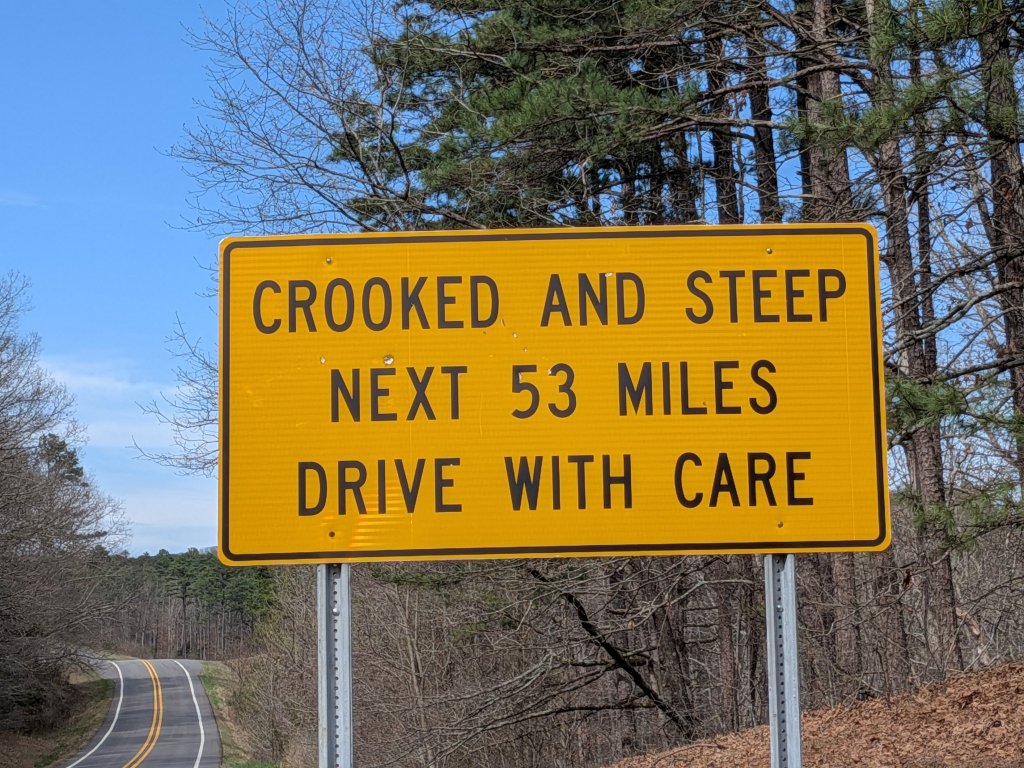 CROOKED AND STEEP
NEXT 53 MILES
DRIVE WITH CARE